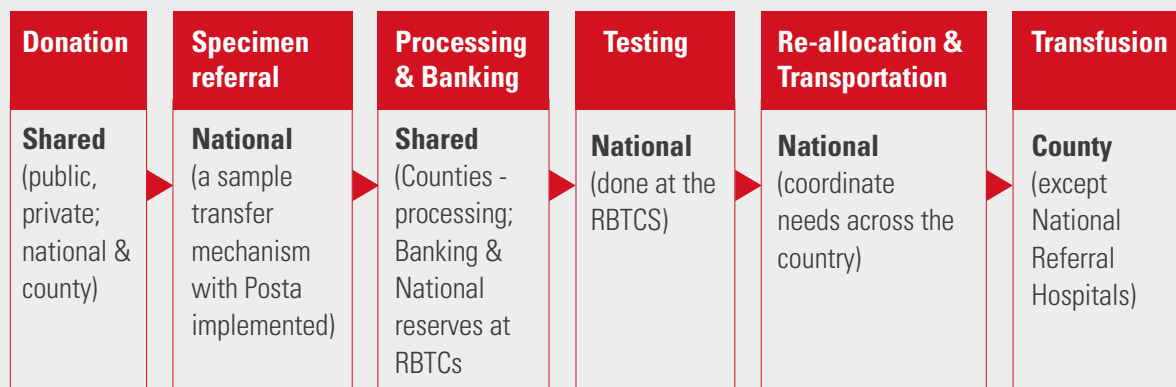 Donation
Shared
(public,
private;
national &
county)
Specimen
referral
National
(a sample
transfer
mechanism
with Posta
implemented)
Processing
& Banking
Shared
(Counties -
processing;
Banking &
National
reserves at
RBTCs
Testing
National
(done at the
RBTCS)
Re-allocation &
Transportation
National
(coordinate
needs across the
country)
Transfusion
County
(except
National
Referral
Hospitals)